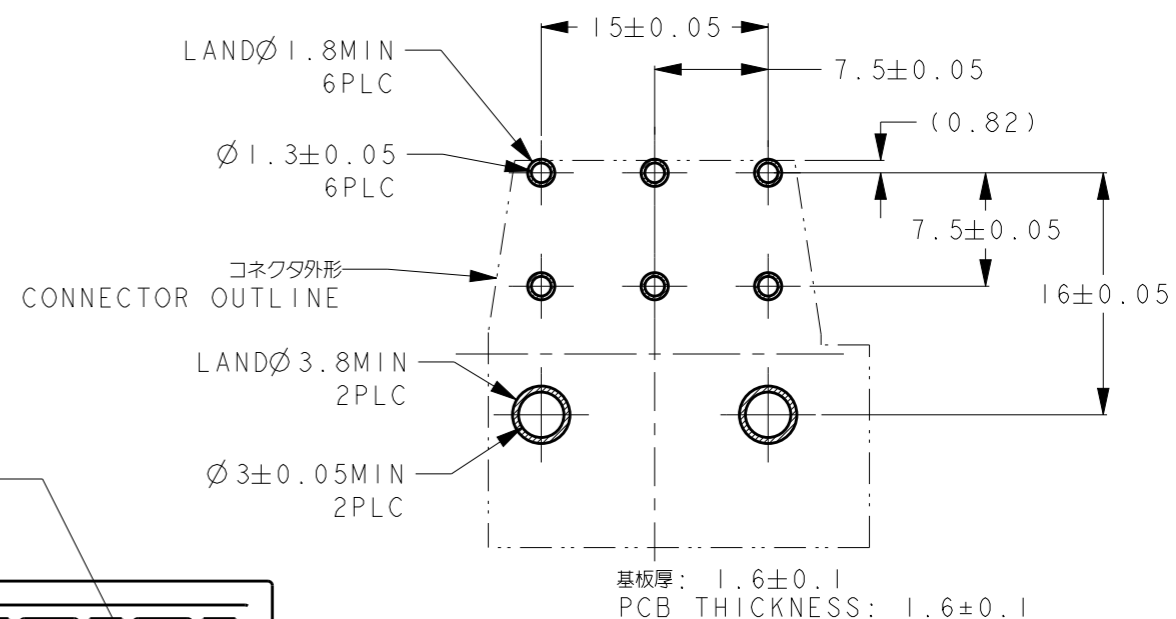 15±0.05
LANDØ1.8MIN
6PLC
7.5±0.05
(0.82)
Ø1.3±0.05
6PLC
7.5±0.05
コネクタ外形
CONNECTOR OUTLINE
16±0.05
LANDØ3.8MIN
2PLC
Ø3±0.05MIN
2PLC
基板厚: 1.6±0.1
PCB THICKNESS: 1.6±0.1